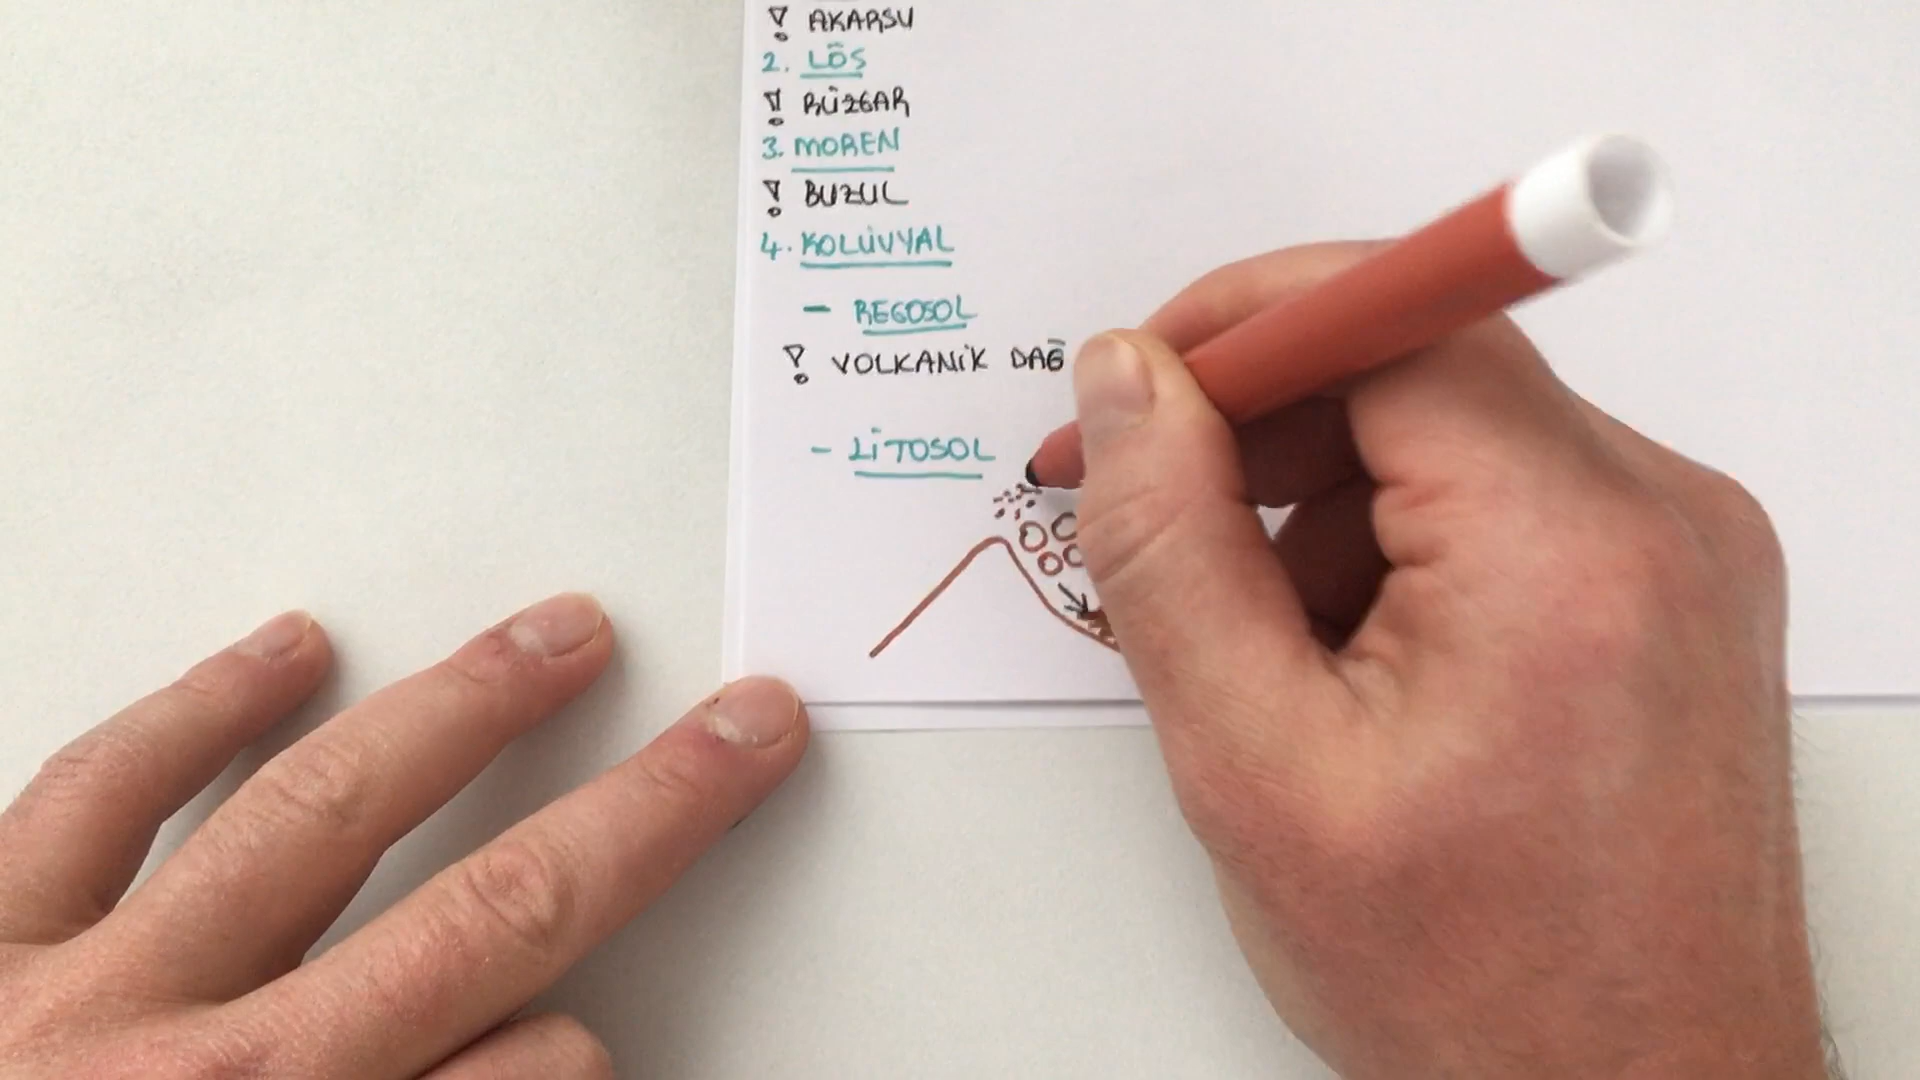 ! AKARSU
2. LÖS
! RÜZGAR
3. MOREN
! BUZUL
4. KOLÜVYAL
- REGOSOL
! VOLKANİK DAĞ
- LİTOSOL